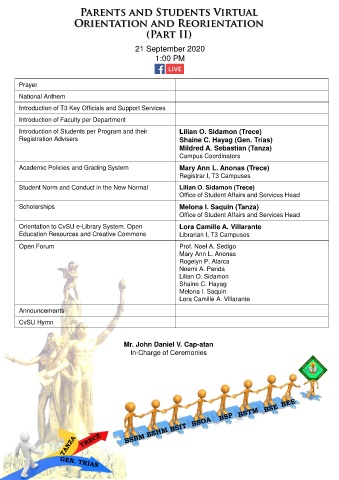 PARENTS AND STUDENTS VIRTUAL
ORIENTATION AND REORIENTATION
(PART II)
21 September 2020
1:00 PM
f LIVE
Prayer
National Anthem
Introduction of T3 Key Officials and Support Services
Introduction of Faculty per Department
Introduction of Students per Program and their
Registration Advisers
Lilian O. Sidamon (Trece)
Shaine C. Hayag (Gen. Trias)
Mildred A. Sebastian (Tanza)
Campus Coordinators
Academic Policies and Grading System
Mary Ann L. Anonas (Trece)
Registrar I, T3 Campuses
Student Norm and Conduct in the New Normal
Lilian O. Sidamon (Trece)
Office of Student Affairs and Services Head
Scholarships
Melona I. Saquin (Tanza)
Office of Student Affairs and Services Head
Orientation to CvSU e-Library System, Open
Education Resources and Creative Commons
Lora Camille A. Villarante
Librarian I, T3 Campuses
Open Forum
Prof. Noel A. Sedigo
Mary Ann L. Anonas
Rogelyn P. Alarca
Noemi A. Perida
Lilian O. Sidamon
Shaine C. Hayag
Melona I. Saquin
Lora Camille A. Villarante
Announcements
CvSU Hymn
Mr. John Daniel V. Cap-atan
In-Charge of Ceremonies
TANZA
TRECE
GEN. TRIAS
BSBM BSHM BSIT BSOA BSP BSTM BSE BEE